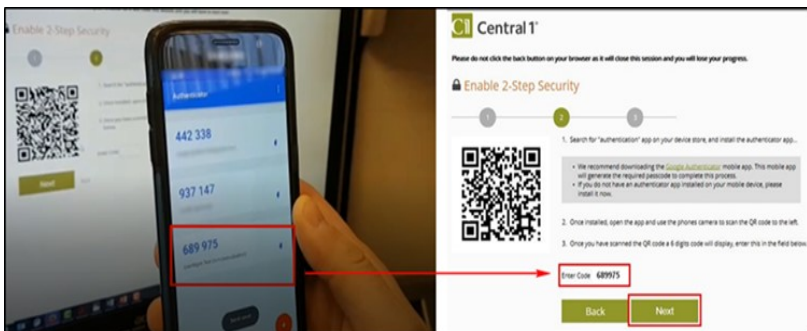 Enable 2-Step Security
1
2
Next
Authenticator
442 338
937 147
689 975
C1 Central 1
Please do not click the back button on your browser as it will close this session and you will lose your progress.
Enable 2-Step Security
1
2
3
1. Search for "authentication" app on your device store, and install the authenticator app...
• We recommend downloading the Google Authenticator mobile app. This mobile app
will generate the required passcode to complete this process.
• If you do not have an authenticator app installed on your mobile device, please
install it now.
2. Once installed, open the app and use the phones camera to scan the QR code to the left.
3. Once you have scanned the QR code a 6 digits code will display, enter this in the field below
Enter Code 689975
Back
Next